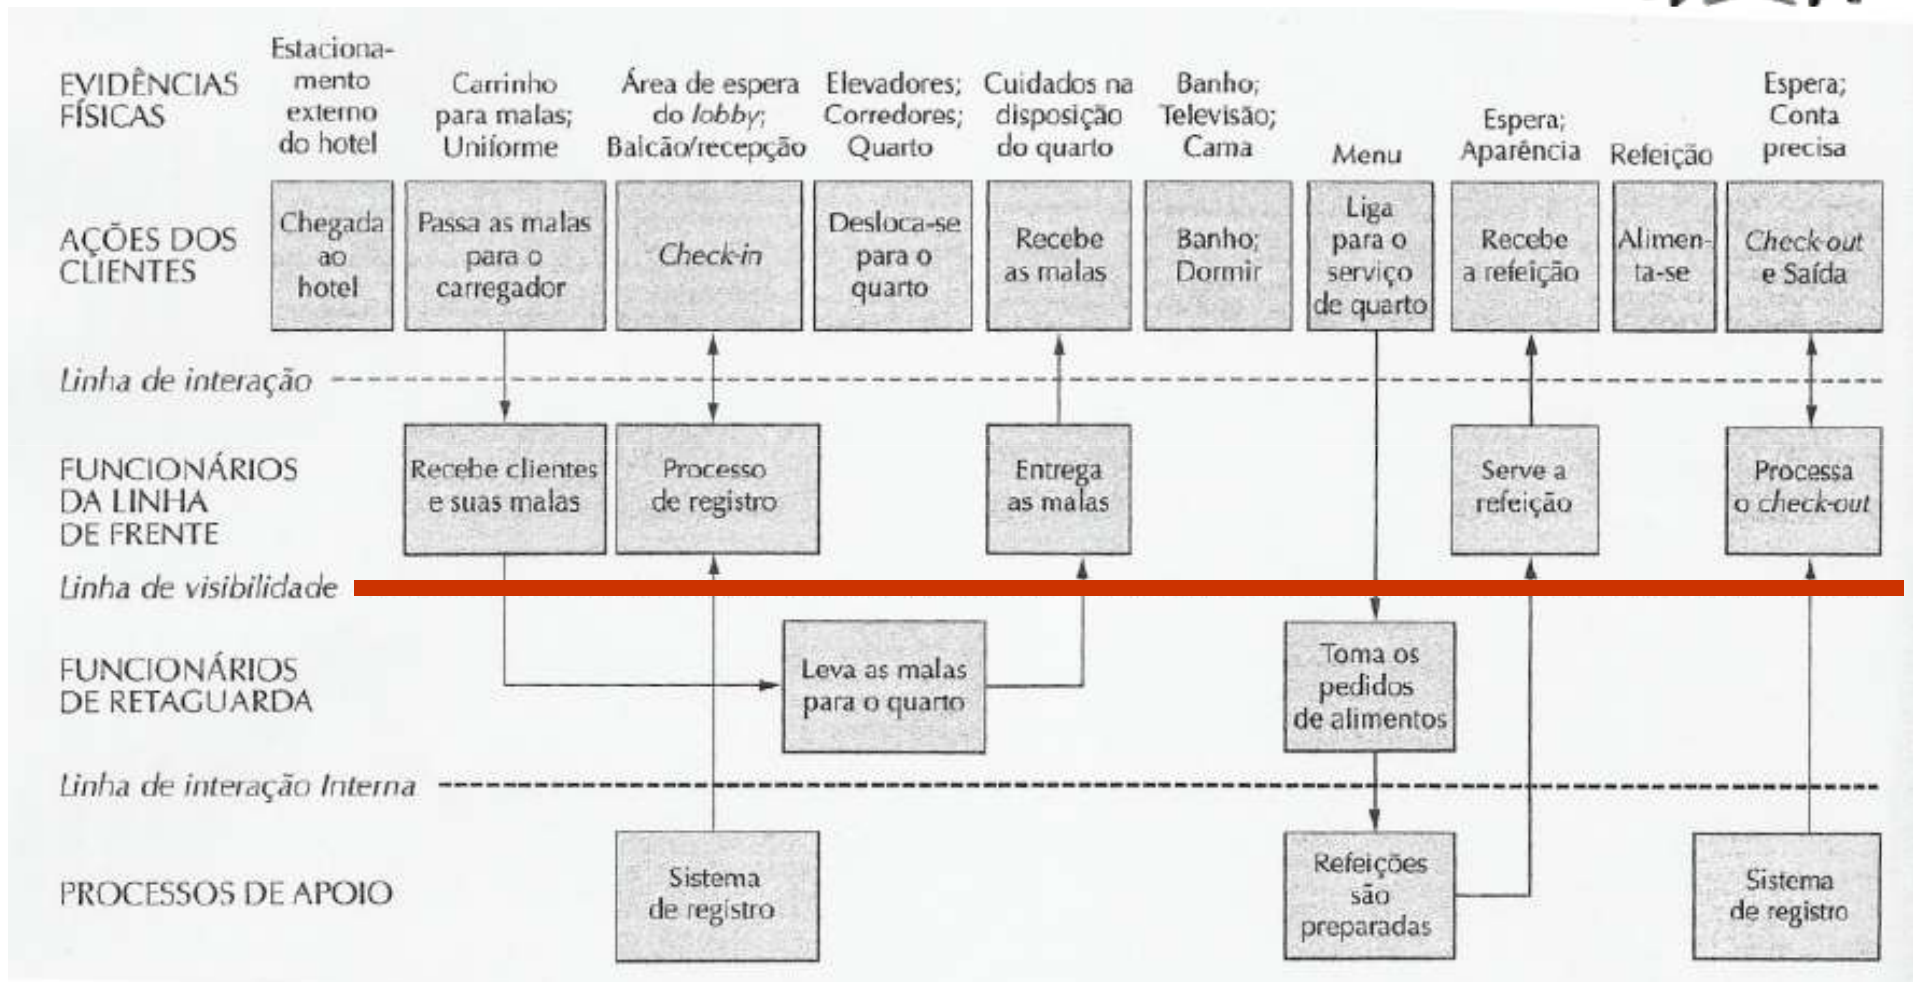 EVIDÊNCIAS
FÍSICAS
Estaciona-
mento
externo
do hotel
Carrinho
para malas;
Uniforme
Área de espera
do lobby;
Balcão/recepção
Elevadores;
Corredores;
Quarto
Cuidados na
disposição
do quarto
Banho;
Televisão;
Cama
Menu
Espera;
Aparência
Refeição
Espera;
Conta
precisa
AÇÕES DOS
CLIENTES
Chegada
ao
hotel
Passa as malas
para o
carregador
Check-in
Desloca-se
para o
quarto
Recebe
as malas
Banho;
Dormir
Liga
para o
serviço
de quarto
Recebe
a refeição
Alimen-
ta-se
Check-out
e Saída
Linha de interação
FUNCIONÁRIOS
DA LINHA
DE FRENTE
Recebe clientes
e suas malas
Processo
de registro
Entrega
as malas
Serve a
refeição
Processa
o check-out
Linha de visibilidade
FUNCIONÁRIOS
DE RETAGUARDA
Leva as malas
para o quarto
Toma os
pedidos
de alimentos
Linha de interação Interna
PROCESSOS DE APOIO
Sistema
de registro
Refeições
são
preparadas
Sistema
de registro